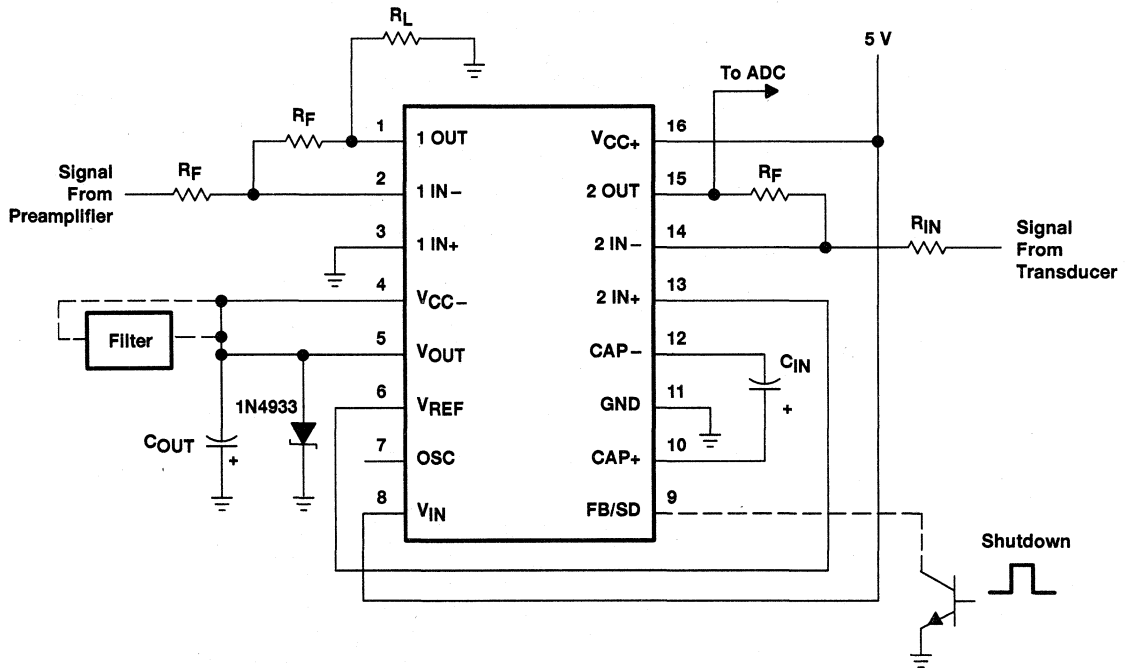 RL
5 V
To ADC
RF
1
1 OUT
VCC+
16
Signal
From
Preamplifier
RF
2
1 IN−
2 OUT
15
RF
3
1 IN+
2 IN−
14
RIN
Signal
From
Transducer
4
VCC−
2 IN+
13
Filter
5
VOUT
CAP−
12
CIN
+
6
VREF
GND
11
1N4933
COUT
+
7
OSC
CAP+
10
8
VIN
FB/SD
9
Shutdown